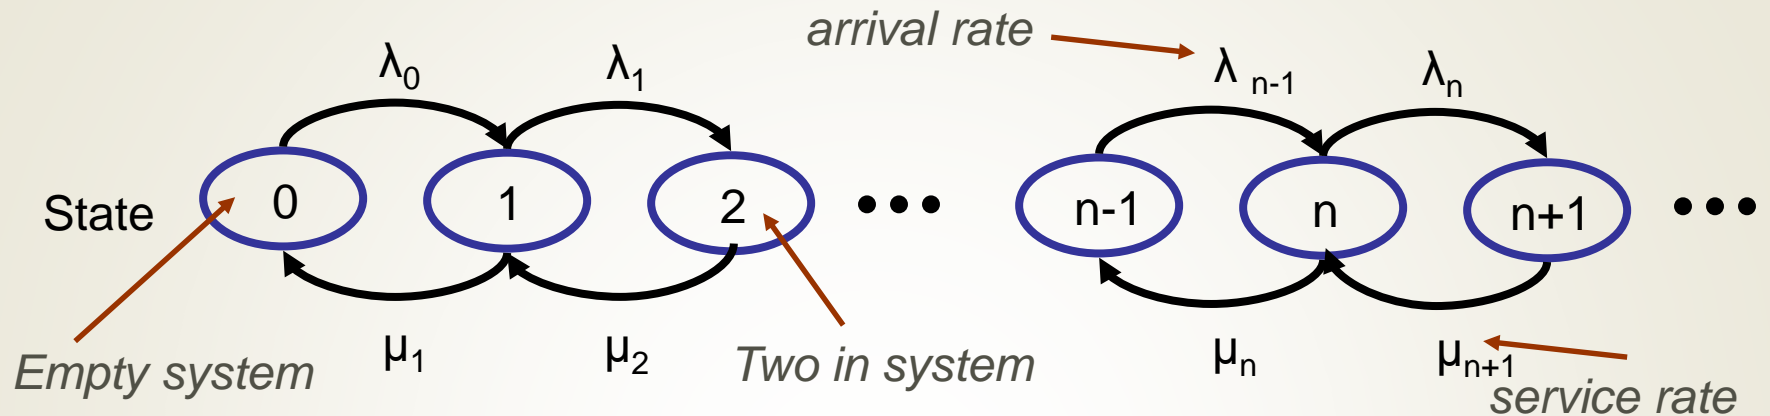 arrival rate
λ0 λ1 λ n-1 λn
State 0 1 2 ••• n-1 n n+1 •••
μ1 μ2 μn μn+1
Empty system Two in system service rate